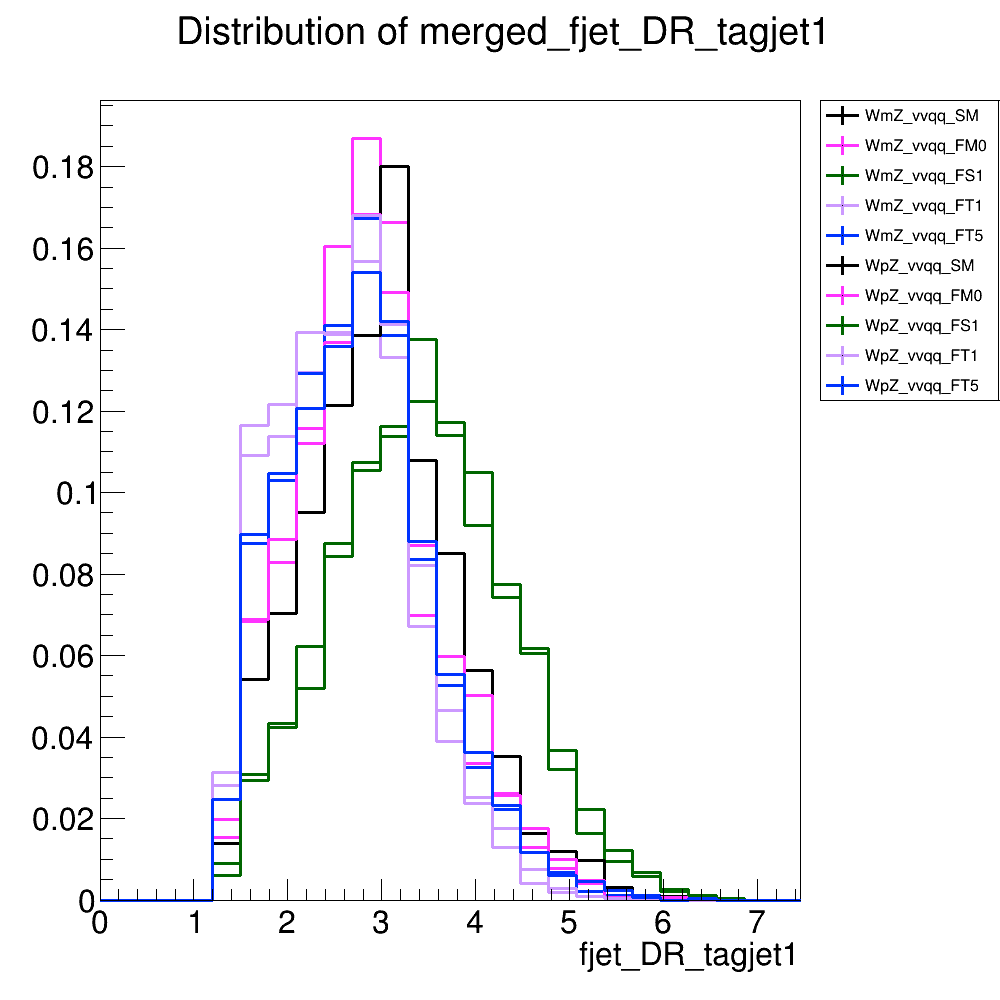 Distribution of merged_fjet_DR_tagjet1
WmZ_vvqq_SM
WmZ_vvqq_FM0
WmZ_vvqq_FS1
WmZ_vvqq_FT1
WmZ_vvqq_FT5
WpZ_vvqq_SM
WpZ_vvqq_FM0
WpZ_vvqq_FS1
WpZ_vvqq_FT1
WpZ_vvqq_FT5
0.18
0.16
0.14
0.12
0.1
0.08
0.06
0.04
0.02
0
0 1 2 3 4 5 6 7
fjet_DR_tagjet1